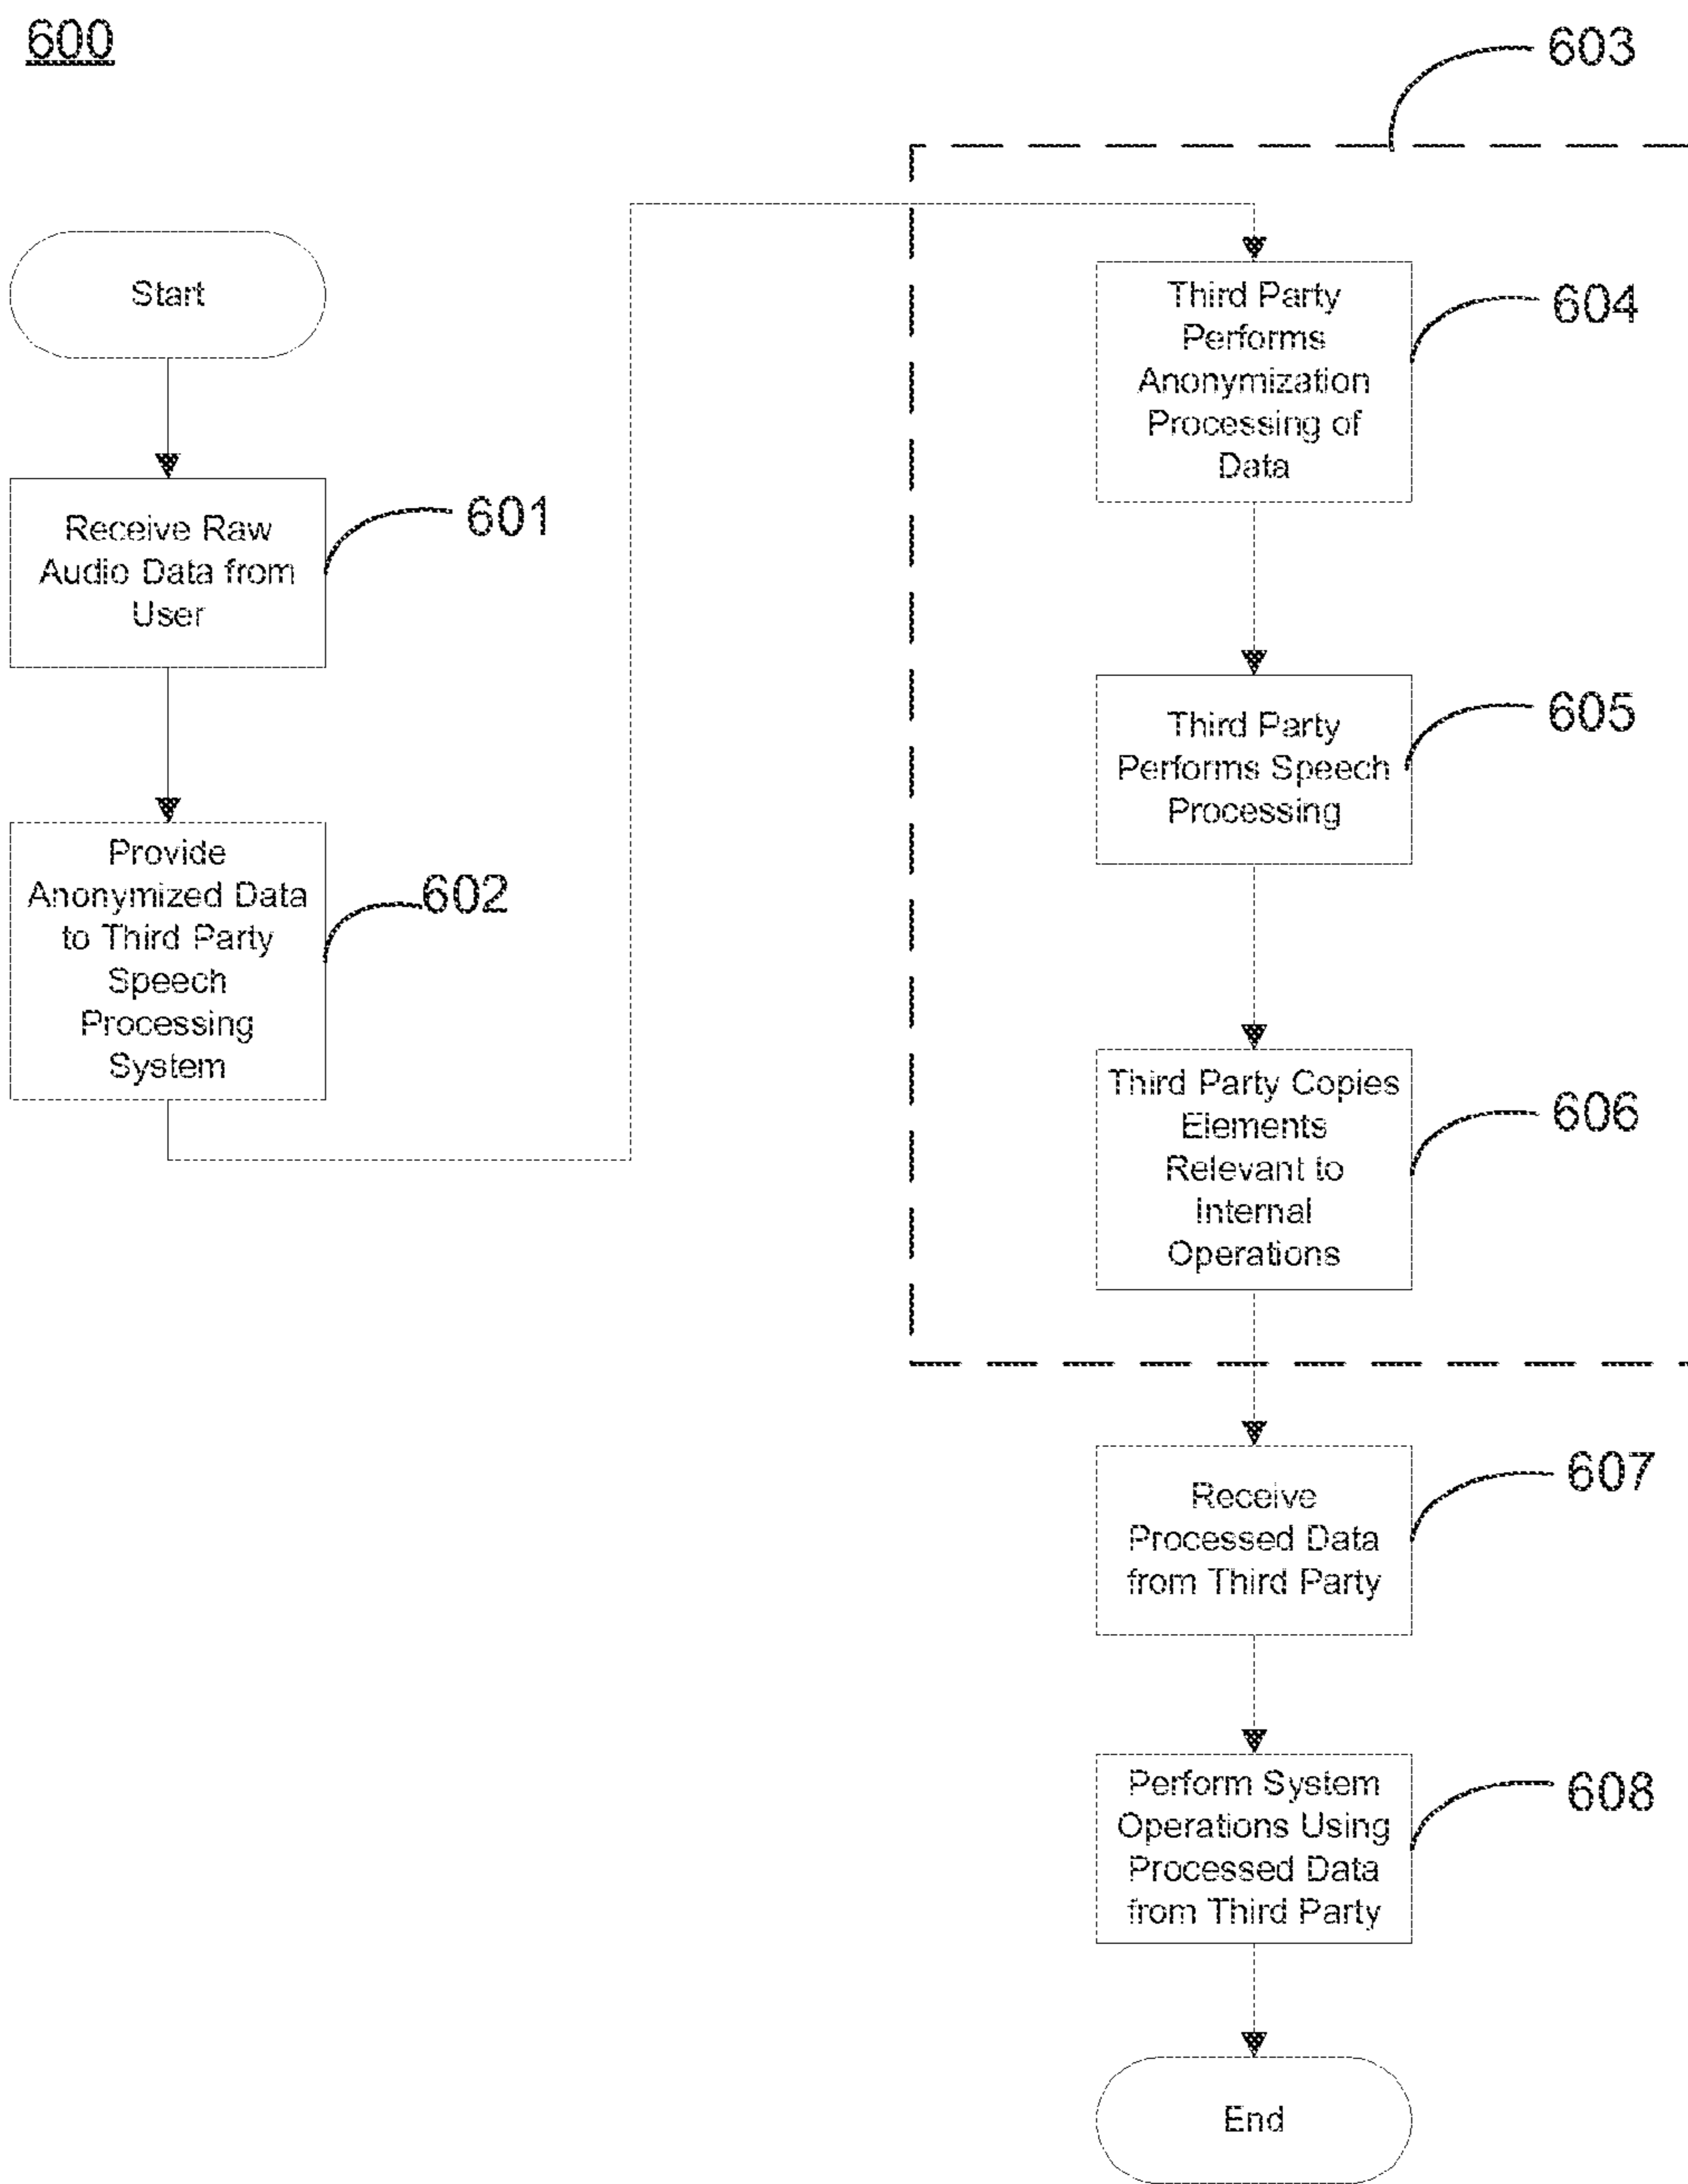 600
Start
Receive Raw
Audio Data from
User
601
Provide
Anonymized Data
to Third Party
Speech
Processing
System
602
603
Third Party
Performs
Anonymization
Processing of
Data
604
Third Party
Performs Speech
Processing
605
Third Party Copies
Elements
Relevant to
Internal
Operations
606
Receive
Processed Data
from Third Party
607
Perform System
Operations Using
Processed Data
from Third Party
608
End